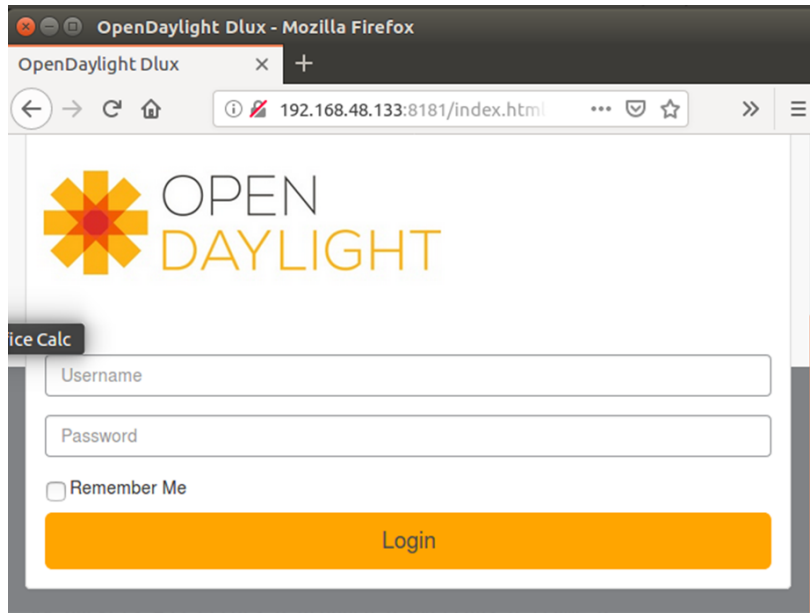 OpenDaylight Dlux - Mozilla Firefox
OpenDaylight Dlux
192.168.48.133:8181/index.html
OPEN
DAYLIGHT
ice Calc
Username
Password
Remember Me
Login